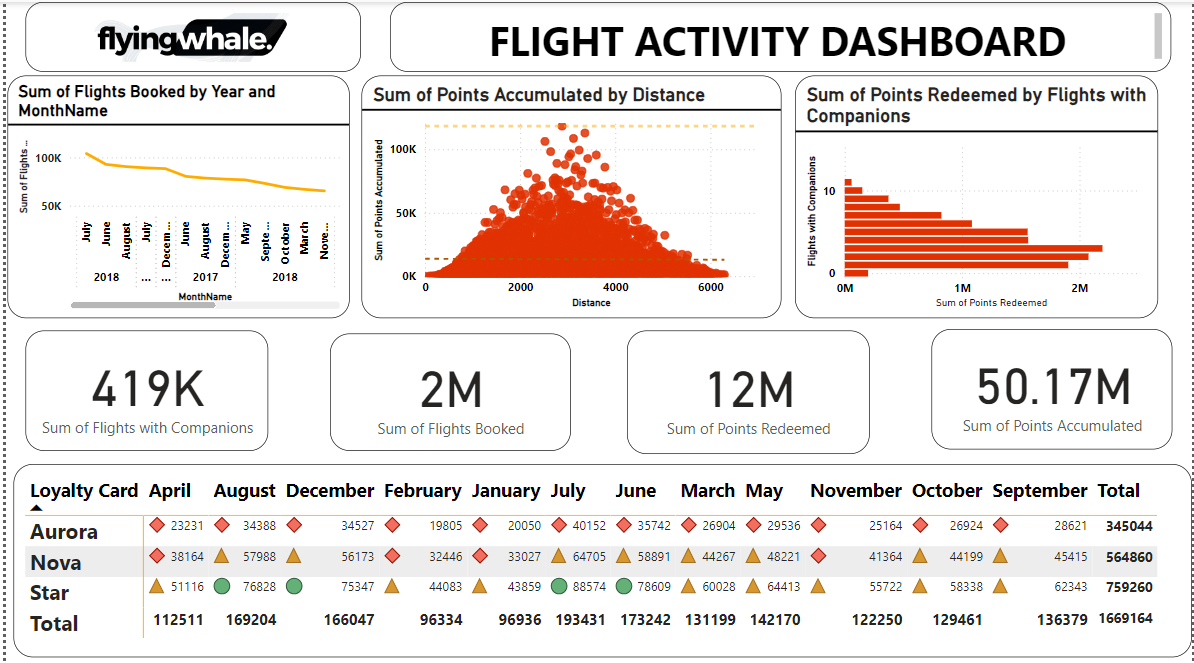 flyingwhale.
FLIGHT ACTIVITY DASHBOARD
Sum of Flights Booked by Year and
MonthName
Sum of Flights ...
100K
50K
July
June
August
July
Decem ...
June
August
Decem ...
May
Septe ...
October
March
Nove...
2018
...
...
2017
2018
MonthName
Sum of Points Accumulated by Distance
Sum of Points Accumulated
100K
50K
0K
0
2000
4000
6000
Distance
Sum of Points Redeemed by Flights with
Companions
Flights with Companions
10
0
0M
1M
2M
Sum of Points Redeemed
419K
Sum of Flights with Companions
2M
Sum of Flights Booked
12M
Sum of Points Redeemed
50.17M
Sum of Points Accumulated
Loyalty Card April August December February January July June March May November October September Total
Aurora 23231 34388 34527 19805 20050 40152 35742 26904 29536 25164 26924 28621 345044
Nova 38164 57988 56173 32446 33027 64705 58891 44267 48221 41364 44199 45415 564860
Star 51116 76828 75347 44083 43859 88574 78609 60028 64413 55722 58338 62343 759260
Total 112511 169204 166047 96334 96936 193431 173242 131199 142170 122250 129461 136379 1669164